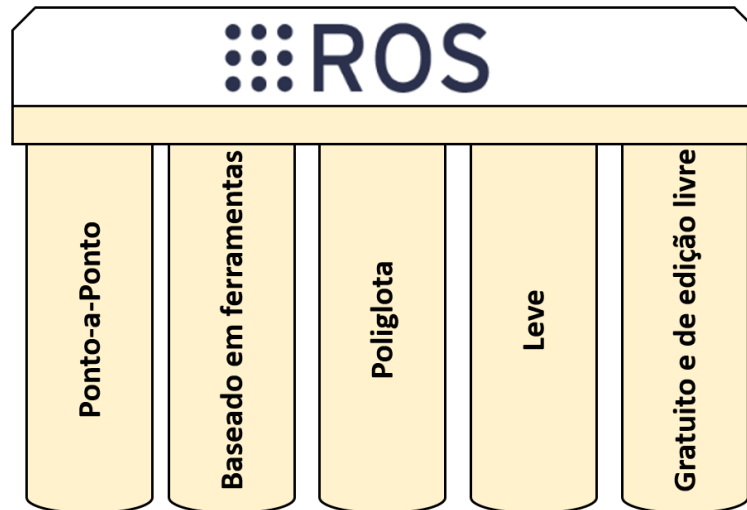 ROS
Ponto-a-Ponto
Baseado em ferramentas
Poliglota
Leve
Gratuito e de edição livre